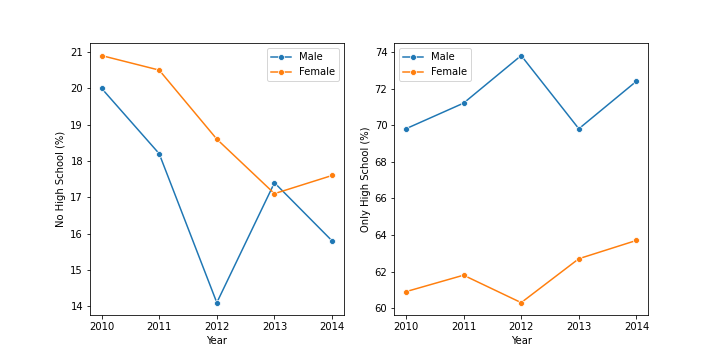 21
20
19
18
17
16
15
14
No High School (%)
2010 2011 2012 2013 2014
Year
Male
Female
74
72
70
68
66
64
62
60
Only High School (%)
2010 2011 2012 2013 2014
Year
Male
Female